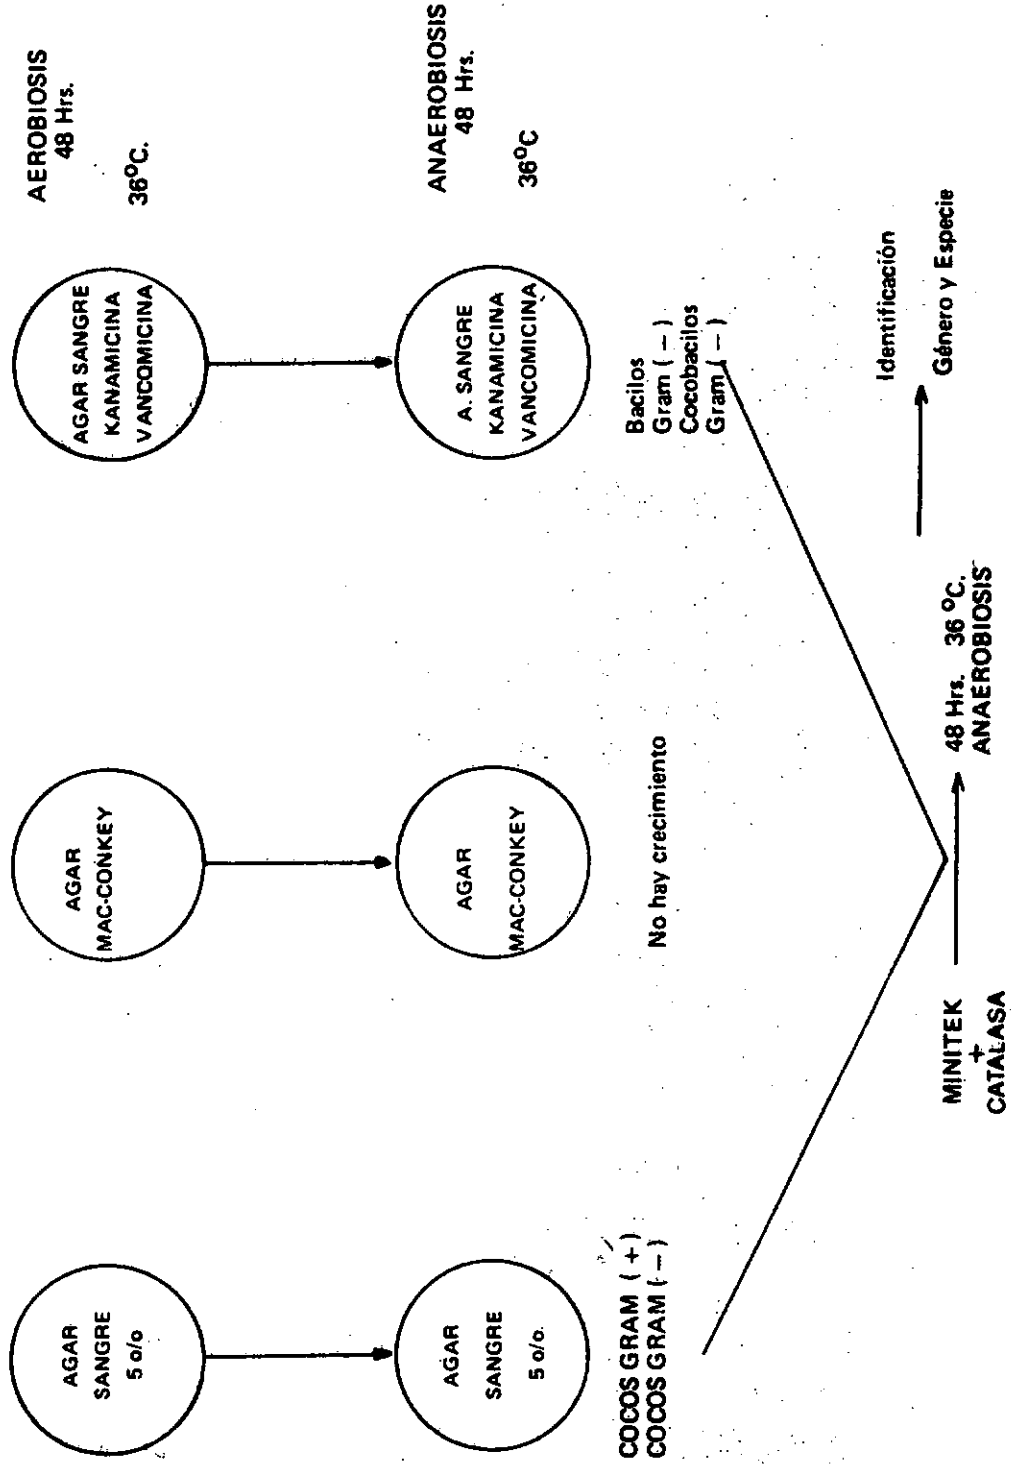 AGAR
SANGRE
5 o/o
AGAR
MAC-CONKEY
AGAR SANGRE
KANAMICINA
VANCOMICINA
AEROBIOSIS
48 Hrs.
36ºC.
AGAR
SANGRE
5 o/o.
AGAR
MAC-CONKEY
A. SANGRE
KANAMICINA
VANCOMICINA
ANAEROBIOSIS
48 Hrs.
36ºC
COCOS GRAM (+)
COCOS GRAM (−)
No hay crecimiento
Bacilos
Gram (−)
Cocobacilos
Gram (−)
MINITEK
+
CATALASA
48 Hrs. 36 ºC.
ANAEROBIOSIS
Identificación
Género y Especie